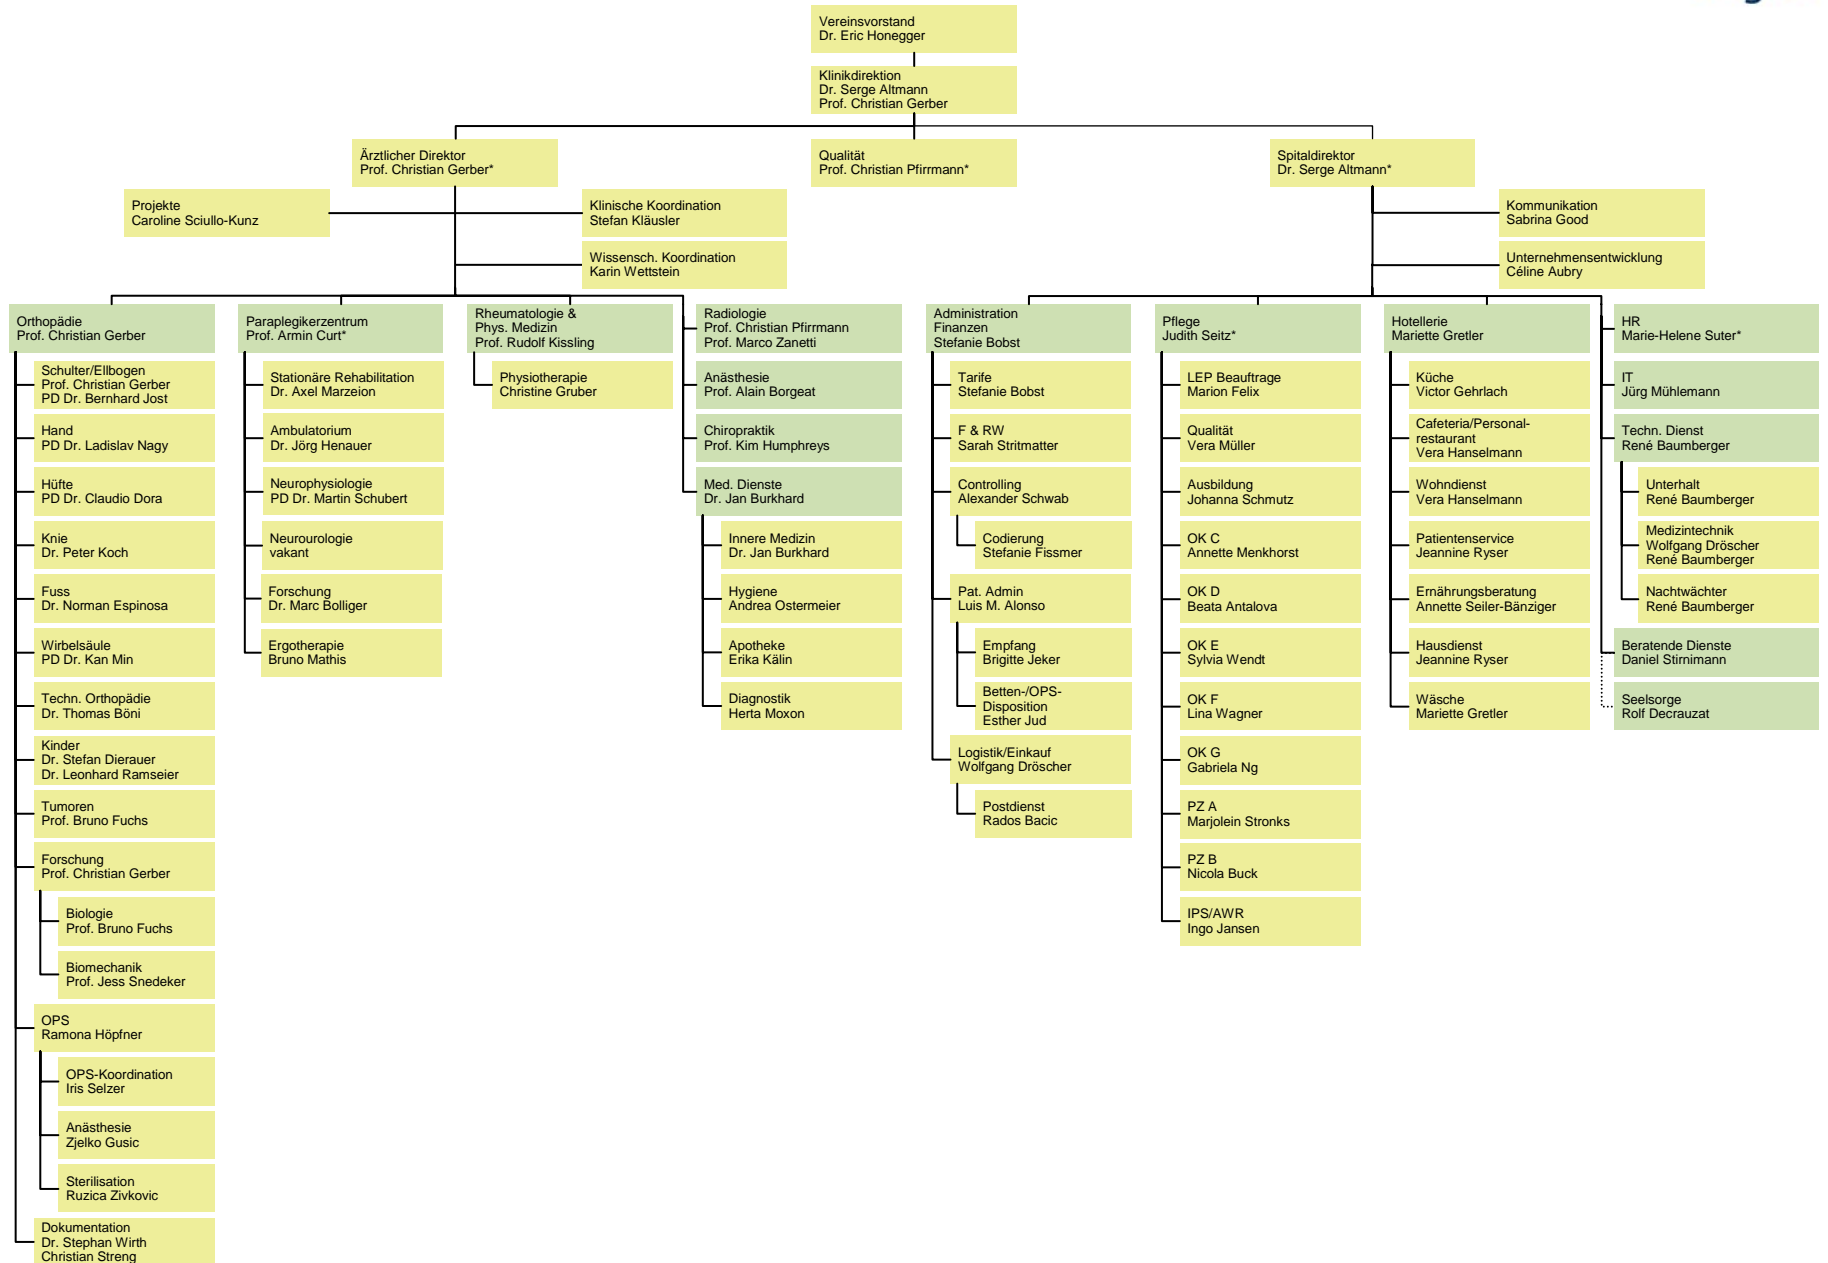 Vereinsvorstand
Dr. Eric Honegger
Klinikdirektion
Dr. Serge Altmann
Prof. Christian Gerber
Ärztlicher Direktor
Prof. Christian Gerber*
Qualität
Prof. Christian Pfirrmann*
Spitaldirektor
Dr. Serge Altmann*
Projekte
Caroline Sciullo-Kunz
Klinische Koordination
Stefan Kläusler
Kommunikation
Sabrina Good
Wissensch. Koordination
Karin Wettstein
Unternehmensentwicklung
Céline Aubry
Orthopädie
Prof. Christian Gerber
Schulter/Ellbogen
Prof. Christian Gerber
PD Dr. Bernhard Jost
Hand
PD Dr. Ladislav Nagy
Hüfte
PD Dr. Claudio Dora
Knie
Dr. Peter Koch
Fuss
Dr. Norman Espinosa
Wirbelsäule
PD Dr. Kan Min
Techn. Orthopädie
Dr. Thomas Böni
Kinder
Dr. Stefan Dierauer
Dr. Leonhard Ramseier
Tumoren
Prof. Bruno Fuchs
Forschung
Prof. Christian Gerber
Biologie
Prof. Bruno Fuchs
Biomechanik
Prof. Jess Snedeker
OPS
Ramona Höpfner
OPS-Koordination
Iris Selzer
Anästhesie
Zjelko Gusic
Sterilisation
Ruzica Zivkovic
Dokumentation
Dr. Stephan Wirth
Christian Streng
Paraplegikerzentrum
Prof. Armin Curt*
Stationäre Rehabilitation
Dr. Axel Marzeion
Ambulatorium
Dr. Jörg Henauer
Neurophysiologie
PD Dr. Martin Schubert
Neurourologie
vakant
Forschung
Dr. Marc Bolliger
Ergotherapie
Bruno Mathis
Rheumatologie &
Phys. Medizin
Prof. Rudolf Kissling
Physiotherapie
Christine Gruber
Radiologie
Prof. Christian Pfirrmann
Prof. Marco Zanetti
Anästhesie
Prof. Alain Borgeat
Chiropraktik
Prof. Kim Humphreys
Med. Dienste
Dr. Jan Burkhard
Innere Medizin
Dr. Jan Burkhard
Hygiene
Andrea Ostermeier
Apotheke
Erika Kälin
Diagnostik
Herta Moxon
Administration
Finanzen
Stefanie Bobst
Tarife
Stefanie Bobst
F & RW
Sarah Stritmatter
Controlling
Alexander Schwab
Codierung
Stefanie Fissmer
Pat. Admin
Luis M. Alonso
Empfang
Brigitte Jeker
Betten-/OPS-
Disposition
Esther Jud
Logistik/Einkauf
Wolfgang Dröscher
Postdienst
Rados Bacic
Pflege
Judith Seitz*
LEP Beauftrage
Marion Felix
Qualität
Vera Müller
Ausbildung
Johanna Schmutz
OK C
Annette Menkhorst
OK D
Beata Antalova
OK E
Sylvia Wendt
OK F
Lina Wagner
OK G
Gabriela Ng
PZ A
Marjolein Stronks
PZ B
Nicola Buck
IPS/AWR
Ingo Jansen
Hotellerie
Mariette Gretler
Küche
Victor Gehrlach
Cafeteria/Personal-
restaurant
Vera Hanselmann
Wohndienst
Vera Hanselmann
Patientenservice
Jeannine Ryser
Ernährungsberatung
Annette Seiler-Bänziger
Hausdienst
Jeannine Ryser
Wäsche
Mariette Gretler
HR
Marie-Helene Suter*
IT
Jürg Mühlemann
Techn. Dienst
René Baumberger
Unterhalt
René Baumberger
Medizintechnik
Wolfgang Dröscher
René Baumberger
Nachtwächter
René Baumberger
Beratende Dienste
Daniel Stirnimann
Seelsorge
Rolf Decrauzat